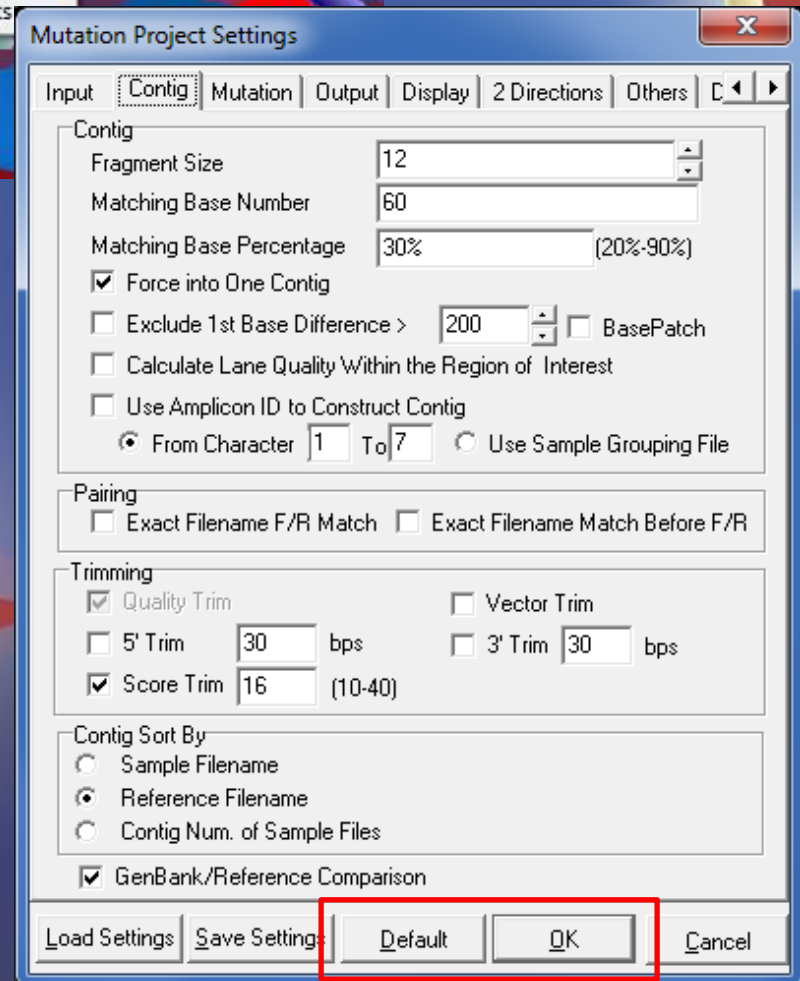 ts
Mutation Project Settings
x
Input Contig Mutation Output Display 2 Directions Others
Contig
Fragment Size 12
Matching Base Number 60
Matching Base Percentage 30% (20%-90%)
Force into One Contig
Exclude 1st Base Difference > 200 BasePatch
Calculate Lane Quality Within the Region of Interest
Use Amplicon ID to Construct Contig
From Character 1 To 7 Use Sample Grouping File
Pairing
Exact Filename F/R Match Exact Filename Match Before F/R
Trimming
Quality Trim Vector Trim
5' Trim 30 bps 3' Trim 30 bps
Score Trim 16 (10-40)
Contig Sort By
Sample Filename
Reference Filename
Contig Num. of Sample Files
GenBank/Reference Comparison
Load Settings Save Settings Default OK Cancel